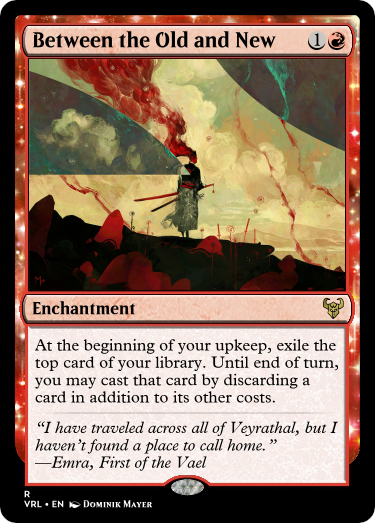 Between the Old and New 1
Enchantment
At the beginning of your upkeep, exile the
top card of your library. Until end of turn,
you may cast that card by discarding a
card in addition to its other costs.
“I have traveled across all of Veyrathal, but I
haven’t found a place to call home.”
—Emra, First of the Vael
R
VRL • EN Dominik Mayer